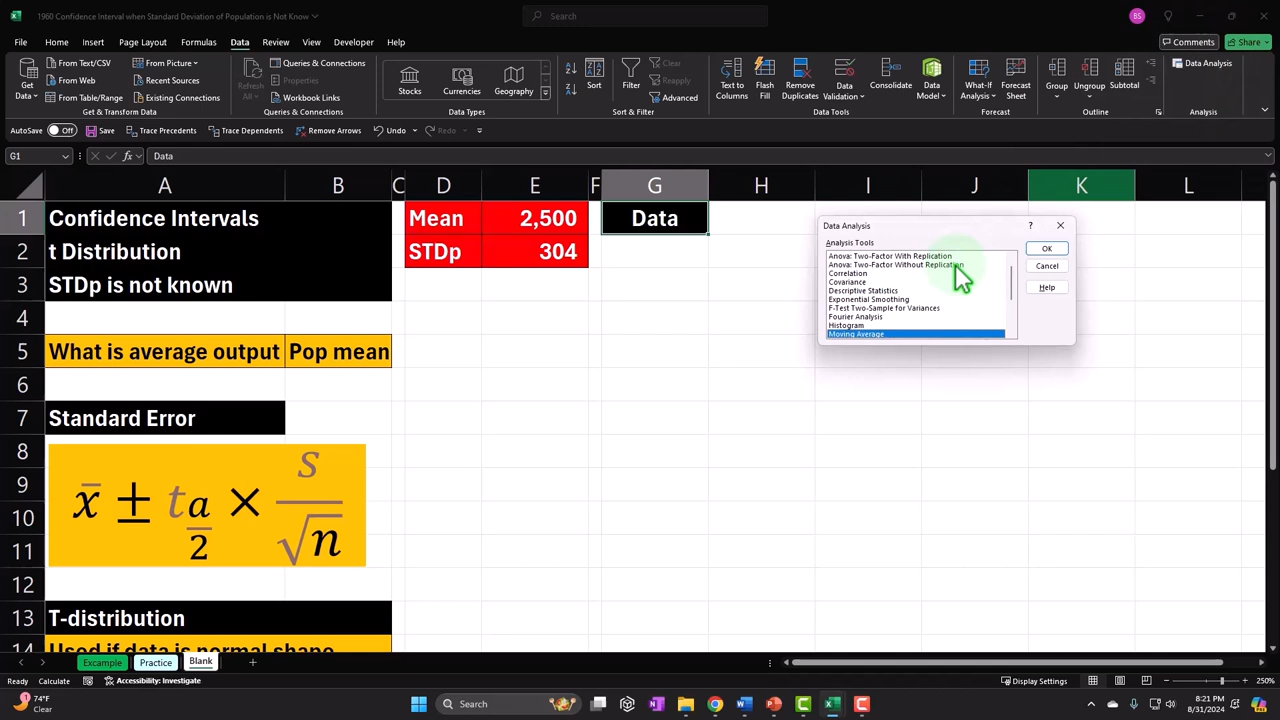 1960 Confidence Interval when Standard Deviation of Population is Not Know
Search
BS
File Home Insert Page Layout Formulas Data Review View Developer Help
Comments Share
Get Data
From Text/CSV
From Web
From Table/Range
From Picture
Recent Sources
Existing Connections
Get & Transform Data
Refresh All
Queries & Connections
Properties
Workbook Links
Queries & Connections
Stocks
Currencies
Geography
Data Types
Sort
Filter
Clear
Reapply
Advanced
Sort & Filter
Text to Columns
Flash Fill
Remove Duplicates
Data Validation
Consolidate
Data Model
Data Tools
What-If Analysis
Forecast Sheet
Forecast
Group
Ungroup
Subtotal
Outline
Data Analysis
Analysis
AutoSave Off Save Trace Precedents Trace Dependents Remove Arrows Undo Redo
G1 fx Data
A B C D E F G H I J K L
1 Confidence Intervals Mean 2,500 Data
2 t Distribution STDp 304
3 STDp is not known
4
5 What is average output Pop mean
6
7 Standard Error
8
9
10
11
x̄ ± t a/2 × s/√n
12
13 T-distribution
14 Used if data is normal shape
Data Analysis ?
Analysis Tools
Anova: Two-Factor With Replication
Anova: Two-Factor Without Replication
Correlation
Covariance
Descriptive Statistics
Exponential Smoothing
F-Test Two-Sample for Variances
Fourier Analysis
Histogram
Moving Average
OK
Cancel
Help
Excample Practice Blank
Ready Calculate Accessibility: Investigate Display Settings 250%
74°F
Clear
Search
8:21 PM
8/31/2024